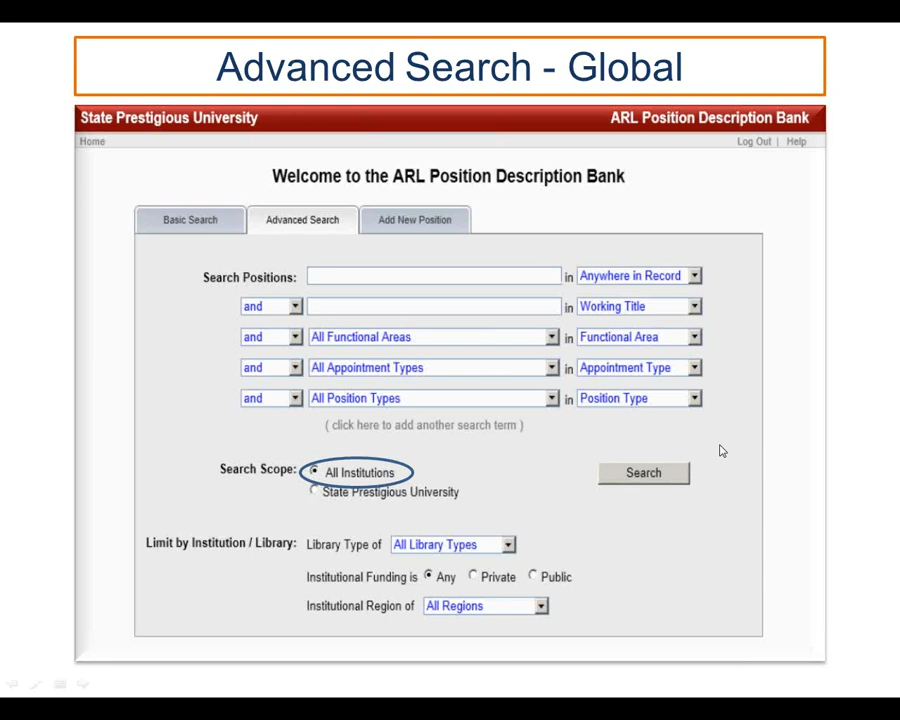 Advanced Search - Global
State Prestigious University ARL Position Description Bank
Home Log Out | Help
Welcome to the ARL Position Description Bank
Basic Search Advanced Search Add New Position
Search Positions: in Anywhere in Record
and in Working Title
and All Functional Areas in Functional Area
and All Appointment Types in Appointment Type
and All Position Types in Position Type
( click here to add another search term )
Search Scope: All Institutions Search
State Prestigious University
Limit by Institution / Library: Library Type of All Library Types
Institutional Funding is Any Private Public
Institutional Region of All Regions